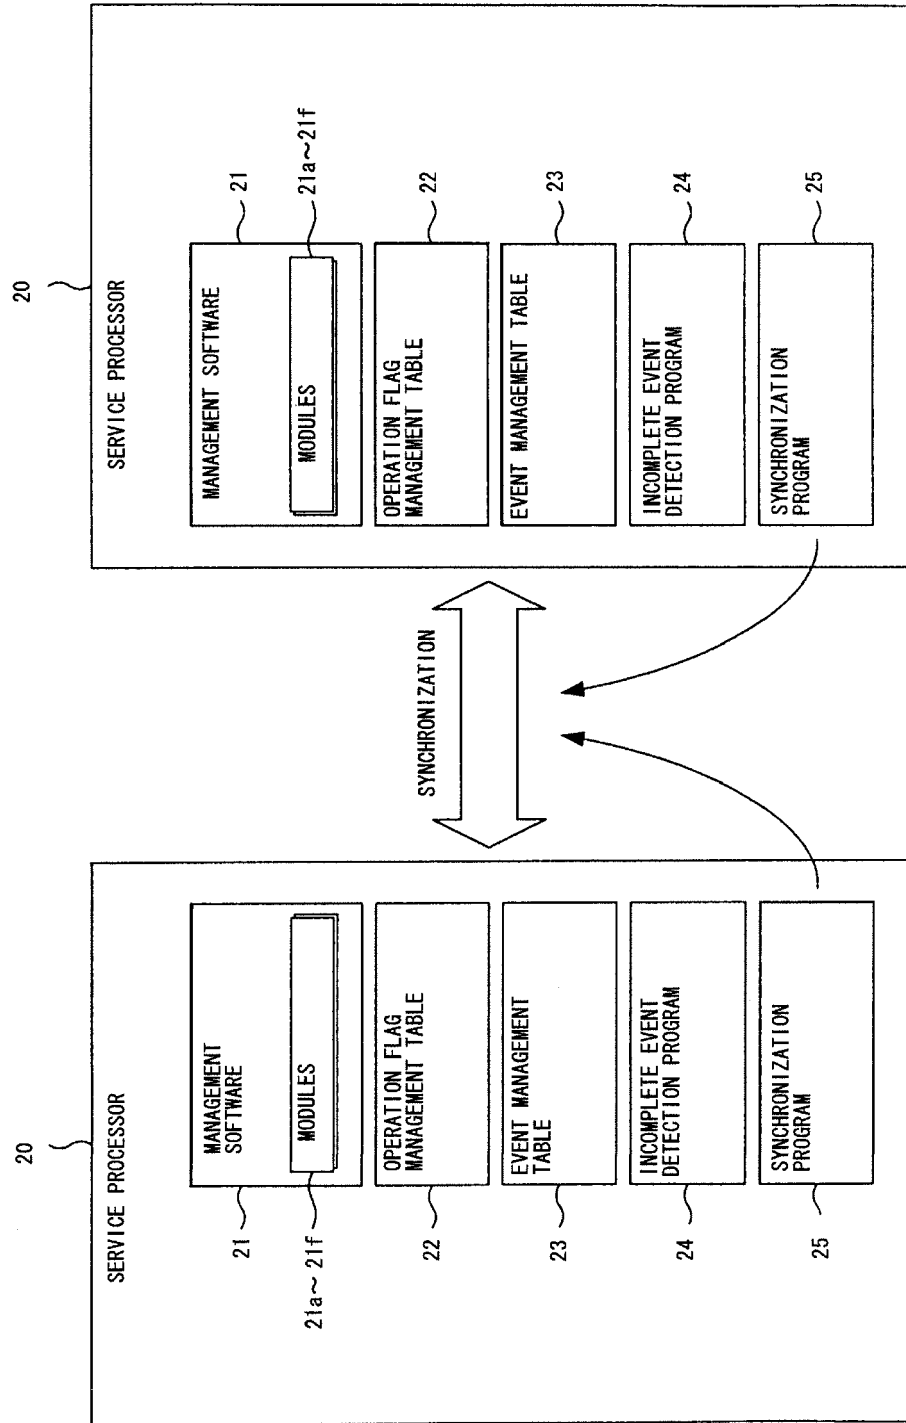 20
SERVICE PROCESSOR
MANAGEMENT
SOFTWARE
21
MODULES
21a~21f
OPERATION FLAG
MANAGEMENT TABLE
22
EVENT MANAGEMENT
TABLE
23
INCOMPLETE EVENT
DETECTION PROGRAM
24
SYNCHRONIZATION
PROGRAM
25
SYNCHRONIZATION
20
SERVICE PROCESSOR
MANAGEMENT SOFTWARE
21
MODULES
21a~21f
OPERATION FLAG
MANAGEMENT TABLE
22
EVENT MANAGEMENT TABLE
23
INCOMPLETE EVENT
DETECTION PROGRAM
24
SYNCHRONIZATION
PROGRAM
25